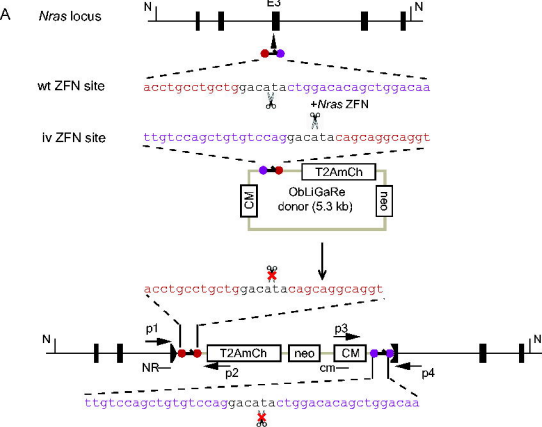 A
Nras locus
N
E3
N
wt ZFN site
acctgcctgctggacatactggacacagctggacaa
+Nras ZFN
iv ZFN site
ttgtccagctgtgtccaggacatacagcaggcaggt
T2AmCh
CM
ObLiGaRe
donor (5.3 kb)
neo
acctgcctgctggacatacagcaggcaggt
N
p1
p3
N
T2AmCh
neo
CM
NR
p2
cm
p4
ttgtccagctgtgtccaggacatactggacacagctggacaa